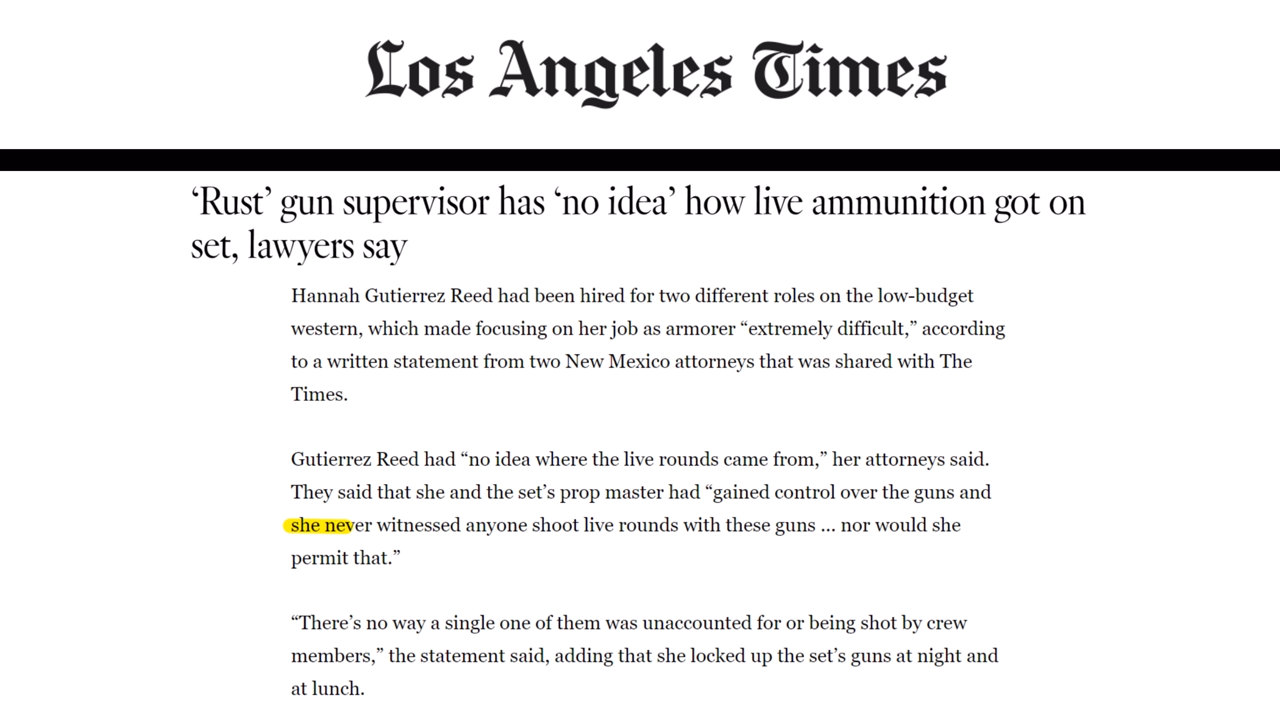 Los Angeles Times
‘Rust’ gun supervisor has ‘no idea’ how live ammunition got on
set, lawyers say
Hannah Gutierrez Reed had been hired for two different roles on the low-budget
western, which made focusing on her job as armorer “extremely difficult,” according
to a written statement from two New Mexico attorneys that was shared with The
Times.
Gutierrez Reed had “no idea where the live rounds came from,” her attorneys said.
They said that she and the set’s prop master had “gained control over the guns and
she never witnessed anyone shoot live rounds with these guns ... nor would she
permit that.”
“There’s no way a single one of them was unaccounted for or being shot by crew
members,” the statement said, adding that she locked up the set’s guns at night and
at lunch.